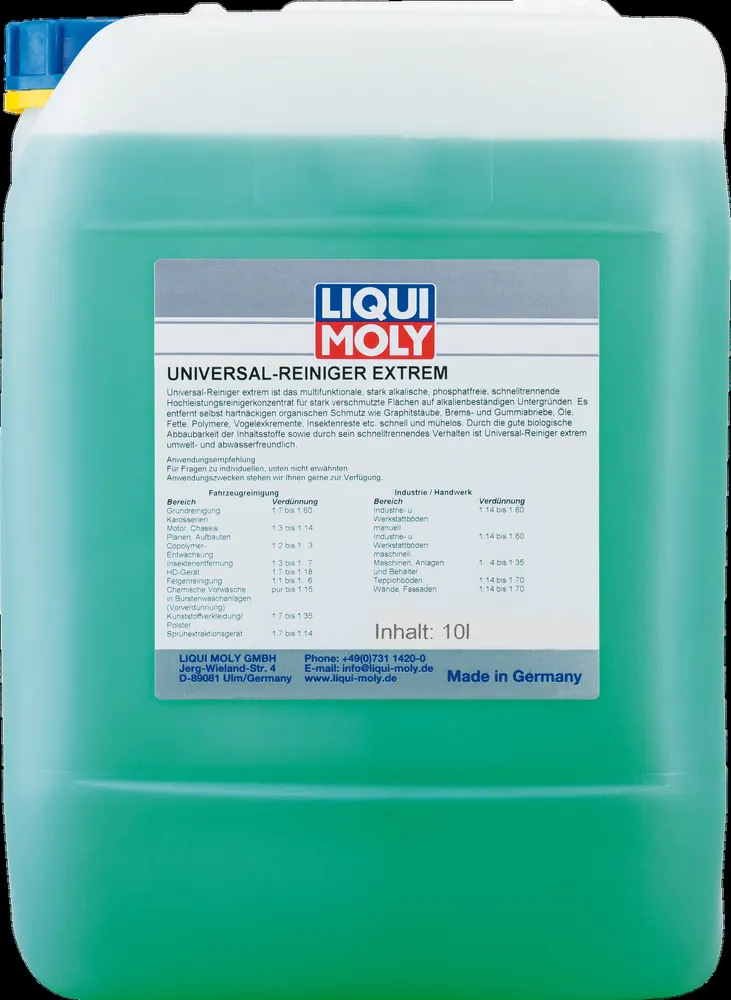 LIQUI
MOLY
UNIVERSAL-REINIGER EXTREM
Universal-Reiniger extrem ist das multifunktionale, stark alkalische, phosphatfreie, schnelltrennende
Hochleistungsreinigerkonzentrat für stark verschmutzte Flächen auf alkalienbeständigen Untergründen. Es
entfernt selbst hartnäckigen organischen Schmutz wie Graphitstäube, Brems- und Gummiabriebe, Öle,
Fette, Polymere, Vogelexkremente, Insektenreste etc. schnell und mühelos. Durch die gute biologische
Abbaubarkeit der Inhaltsstoffe sowie durch sein schnelltrennendes Verhalten ist Universal-Reiniger extrem
umwelt- und abwasserfreundlich.
Anwendungsempfehlung
Für Fragen zu individuellen, unten nicht erwähnten
Anwendungszwecken stehen wir Ihnen gerne zur Verfügung.
Fahrzeugreinigung
Bereich Verdünnung
Grundreinigung 1:7 bis 1:60
Karosserien
Motor, Chassis, 1:3 bis 1:14
Planen, Aufbauten
Copolymer- 1:2 bis 1: 3
Entwachsung
Insektenentfernung 1:3 bis 1: 7
HD-Gerät 1:7 bis 1:18
Felgenreinigung 1:1 bis 1: 6
Chemische Vorwäsche pur bis 1:15
in Bürstenwaschanlagen
(Vorverdünnung)
Kunststoffverkleidung/ 1:7 bis 1:35
Polster
Sprühextraktionsgerät 1:7 bis 1:14
Industrie / Handwerk
Bereich Verdünnung
Industrie- u. 1:14 bis 1:60
Werkstattböden
manuell
Industrie- u. 1:14 bis 1:60
Werkstattböden
maschinell
Maschinen, Anlagen 1: 4 bis 1:35
und Behälter
Teppichböden 1:14 bis 1:70
Wände, Fassaden 1:14 bis 1:70
Inhalt: 10l
LIQUI MOLY GMBH
Jerg-Wieland-Str. 4
D-89081 Ulm/Germany
Phone: +49(0)731 1420-0
E-mail: info@liqui-moly.de
www.liqui-moly.de
Made in Germany